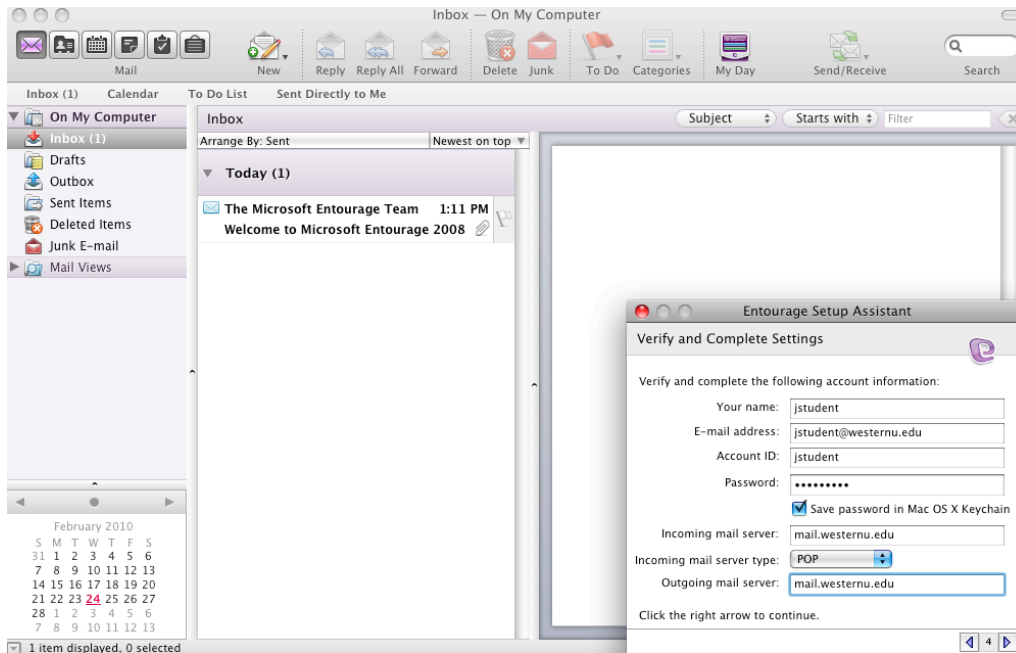 Inbox — On My Computer
Mail
New
Reply Reply All Forward
Delete Junk
To Do Categories
My Day
Send/Receive
Search
Inbox (1) Calendar To Do List Sent Directly to Me
On My Computer
Inbox (1)
Drafts
Outbox
Sent Items
Deleted Items
Junk E-mail
Mail Views
Inbox
Subject Starts with Filter
Arrange By: Sent Newest on top
Today (1)
The Microsoft Entourage Team 1:11 PM
Welcome to Microsoft Entourage 2008
Entourage Setup Assistant
Verify and Complete Settings
Verify and complete the following account information:
Your name: jstudent
E-mail address: jstudent@westernu.edu
Account ID: jstudent
Password: •••••••••
Save password in Mac OS X Keychain
Incoming mail server: mail.westernu.edu
Incoming mail server type: POP
Outgoing mail server: mail.westernu.edu
Click the right arrow to continue.
4
February 2010
S M T W T F S
31 1 2 3 4 5 6
7 8 9 10 11 12 13
14 15 16 17 18 19 20
21 22 23 24 25 26 27
28 1 2 3 4 5 6
7 8 9 10 11 12 13
1 item displayed, 0 selected